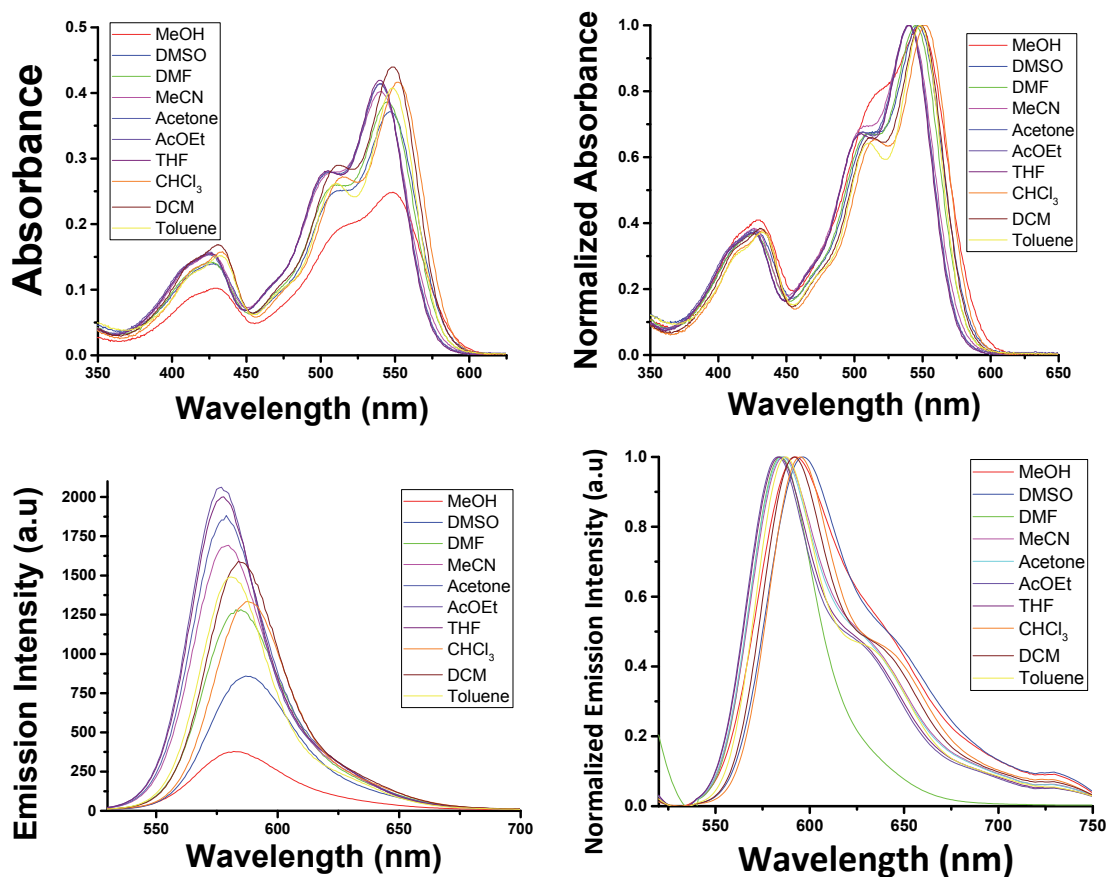 Absorbance
0.5
0.4
0.3
0.2
0.1
0.0
MeOH
DMSO
DMF
MeCN
Acetone
AcOEt
THF
CHCl₃
DCM
Toluene
350 400 450 500 550 600
Wavelength (nm)
Normalized Absorbance
1.0
0.8
0.6
0.4
0.2
0.0
MeOH
DMSO
DMF
MeCN
Acetone
AcOEt
THF
CHCl₃
DCM
Toluene
350 400 450 500 550 600 650
Wavelength (nm)
Emission Intensity (a.u)
2000
1750
1500
1250
1000
750
500
250
0
MeOH
DMSO
DMF
MeCN
Acetone
AcOEt
THF
CHCl₃
DCM
Toluene
550 600 650 700
Wavelength (nm)
Normalized Emission Intensity (a.u)
1.0
0.8
0.6
0.4
0.2
0.0
MeOH
DMSO
DMF
MeCN
Acetone
AcOEt
THF
CHCl₃
DCM
Toluene
550 600 650 700 750
Wavelength (nm)